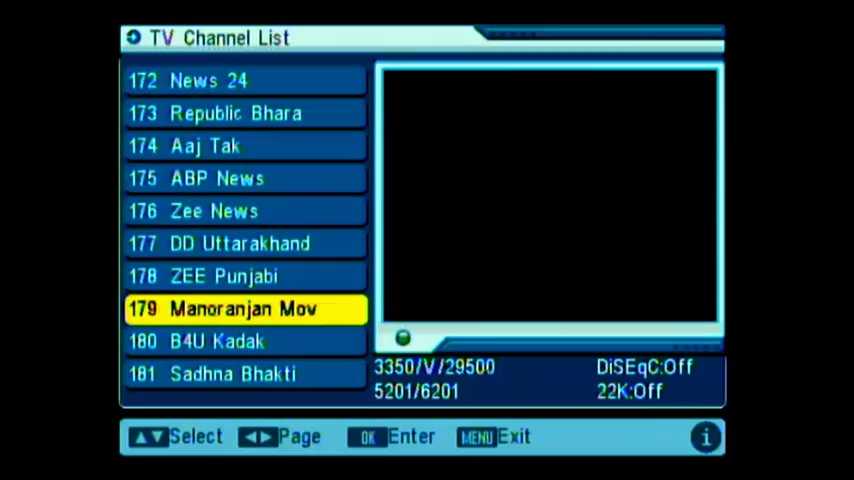 TV Channel List
172 News 24
173 Republic Bhara
174 Aaj Tak
175 ABP News
176 Zee News
177 DD Uttarakhand
178 ZEE Punjabi
179 Manoranjan Mov
180 B4U Kadak
181 Sadhna Bhakti
3350/V/29500 DiSEqC:Off
5201/6201 22K:Off
Select Page OK Enter MENU Exit i